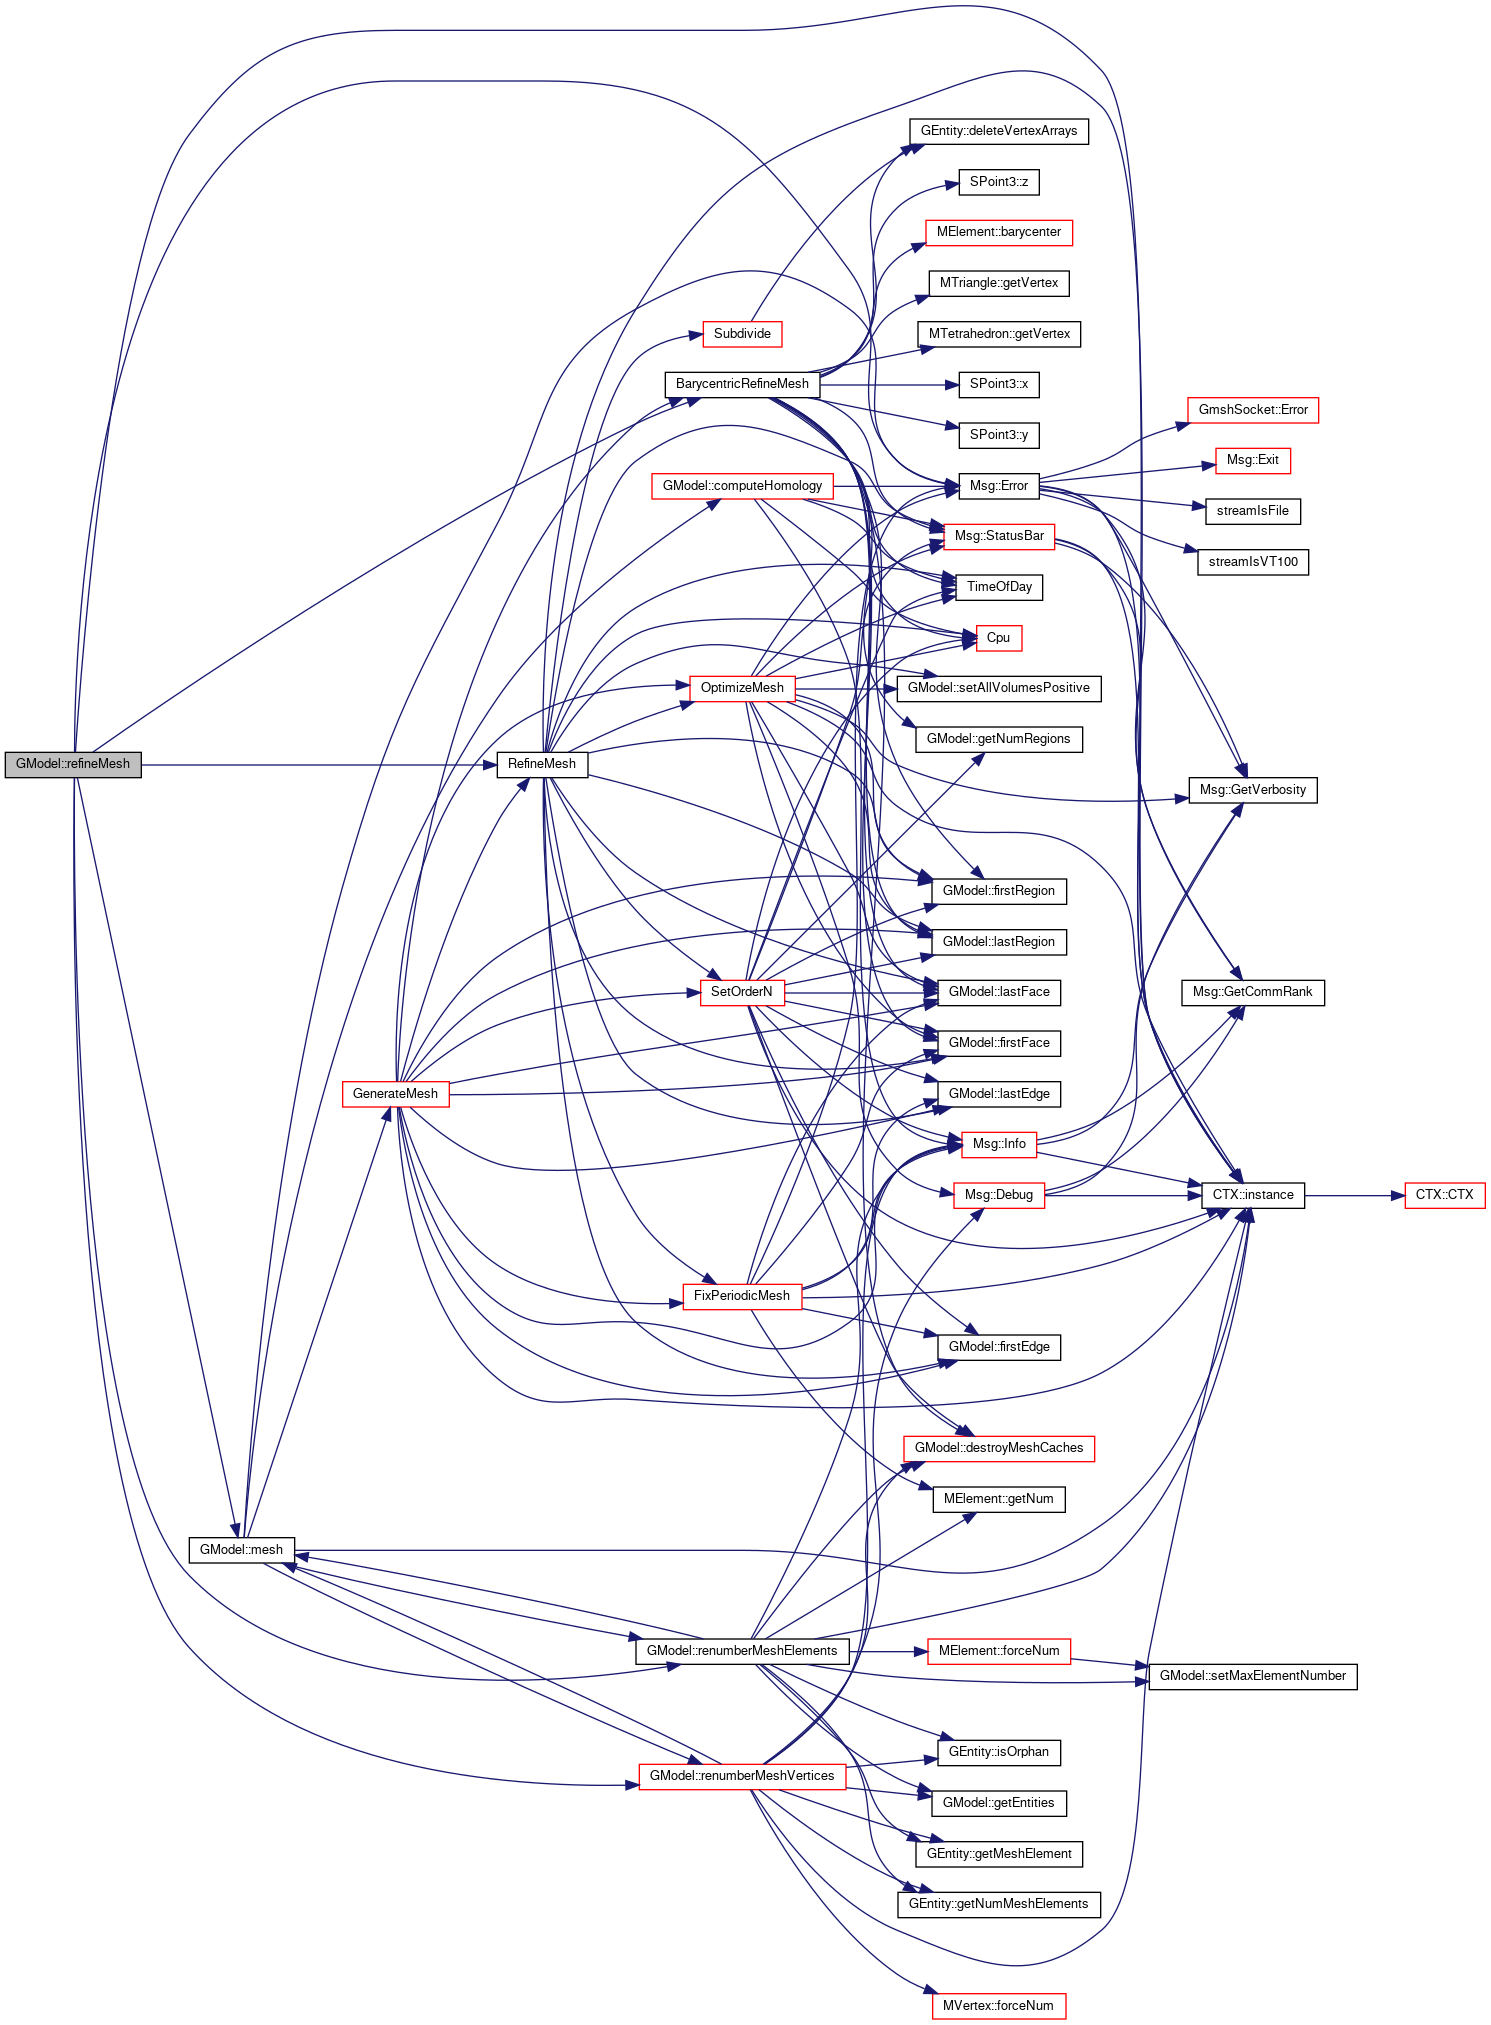 GEntity::deleteVertexArrays
SPoint3::z
MElement::barycenter
MTriangle::getVertex
Subdivide
MTetrahedron::getVertex
BarycentricRefineMesh
SPoint3::x
GmshSocket::Error
SPoint3::y
Msg::Exit
GModel::computeHomology
Msg::Error
streamIsFile
Msg::StatusBar
streamIsVT100
TimeOfDay
Cpu
OptimizeMesh
GModel::setAllVolumesPositive
GModel::getNumRegions
GModel::refineMesh
RefineMesh
Msg::GetVerbosity
GModel::firstRegion
GModel::lastRegion
SetOrderN
GModel::lastFace
Msg::GetCommRank
GModel::firstFace
GenerateMesh
GModel::lastEdge
Msg::Info
Msg::Debug
CTX::instance
CTX::CTX
FixPeriodicMesh
GModel::firstEdge
GModel::destroyMeshCaches
MElement::getNum
GModel::mesh
GModel::renumberMeshElements
MElement::forceNum
GModel::setMaxElementNumber
GEntity::isOrphan
GModel::renumberMeshVertices
GModel::getEntities
GEntity::getMeshElement
GEntity::getNumMeshElements
MVertex::forceNum